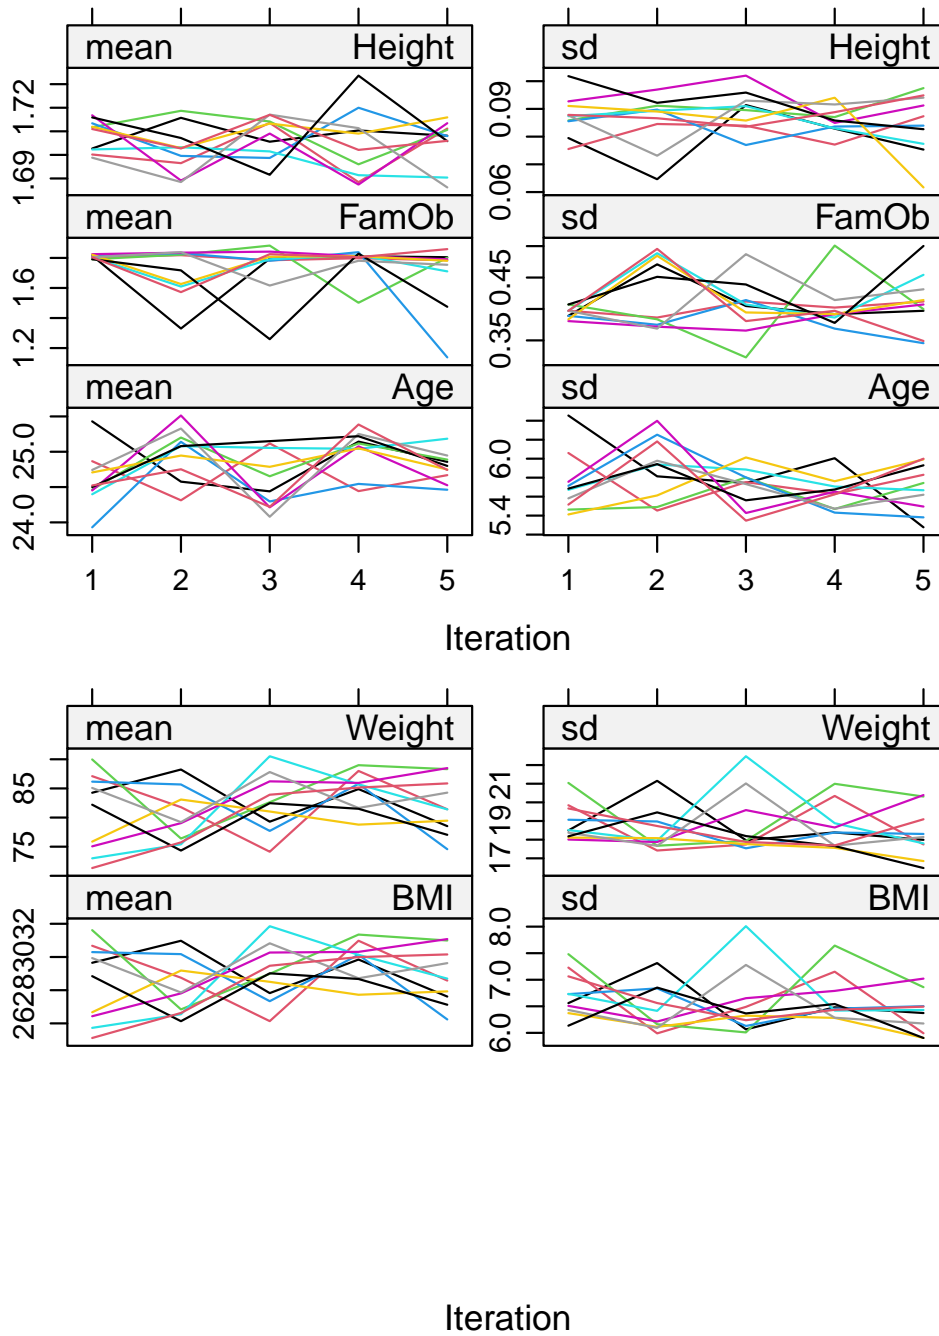 mean Height sd Height
1.69 1.72 0.06 0.09
mean FamOb sd FamOb
1.2 1.6 0.35 0.45
mean Age sd Age
24.0 25.0 5.4 6.0
1 2 3 4 5 1 2 3 4 5
Iteration
mean Weight sd Weight
75 85 17 19 21
mean BMI sd BMI
26 28 30 32 6.0 7.0 8.0
Iteration